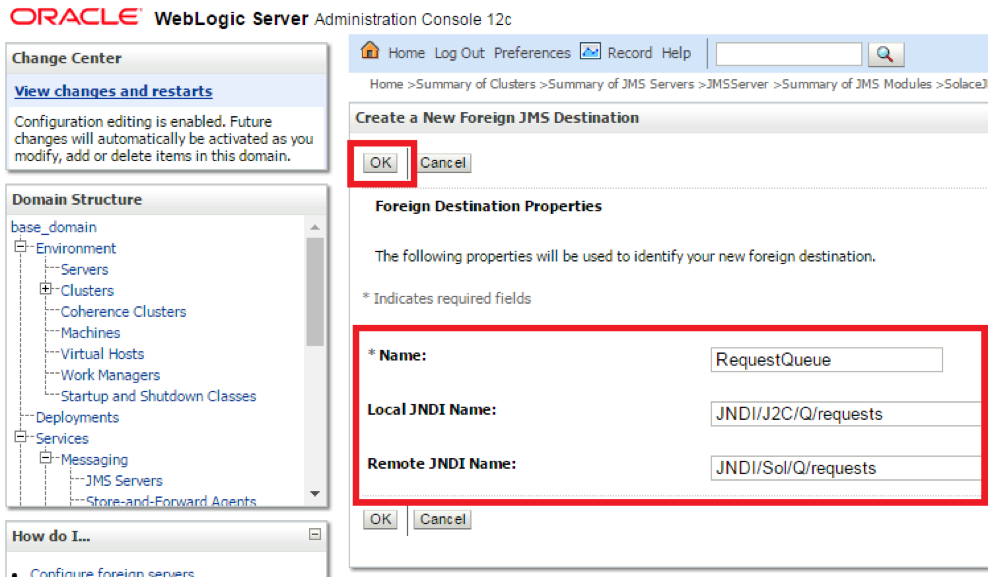 ORACLE WebLogic Server Administration Console 12c
Change Center
View changes and restarts
Configuration editing is enabled. Future
changes will automatically be activated as you
modify, add or delete items in this domain.
Domain Structure
base_domain
Environment
Servers
Clusters
Coherence Clusters
Machines
Virtual Hosts
Work Managers
Startup and Shutdown Classes
Deployments
Services
Messaging
JMS Servers
Store-and-Forward Agents
How do I...
Configure foreign servers
Home Log Out Preferences Record Help
Home >Summary of Clusters >Summary of JMS Servers >JMSServer >Summary of JMS Modules >SolaceJ
Create a New Foreign JMS Destination
OK Cancel
Foreign Destination Properties
The following properties will be used to identify your new foreign destination.
* Indicates required fields
* Name: RequestQueue
Local JNDI Name: JNDI/J2C/Q/requests
Remote JNDI Name: JNDI/Sol/Q/requests
OK Cancel